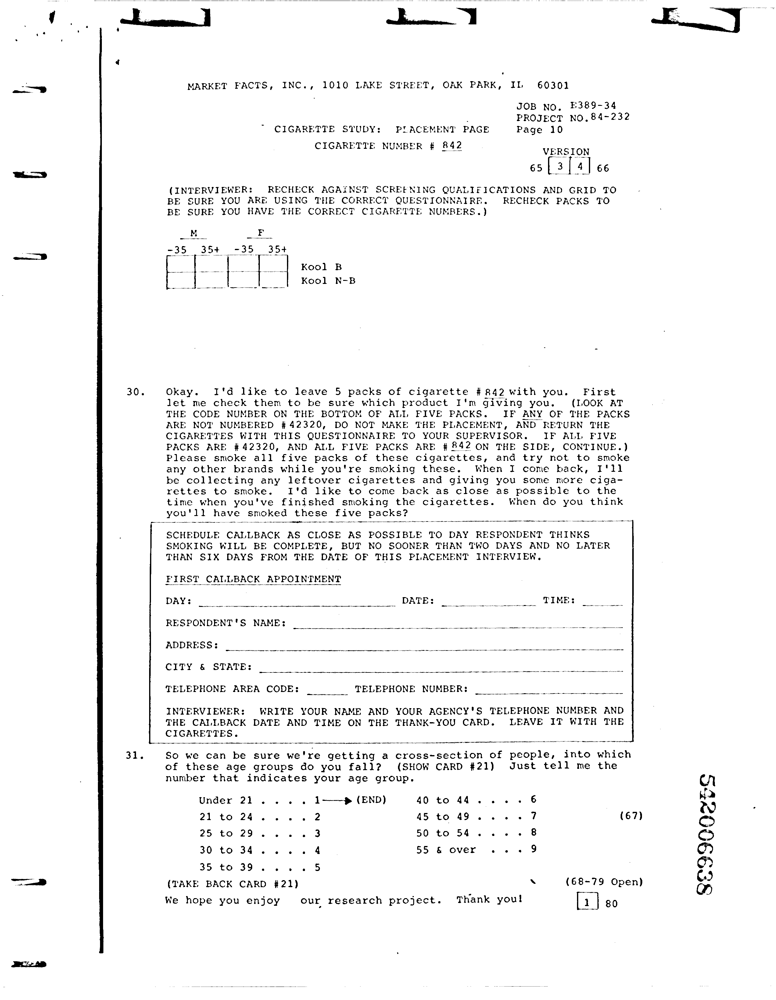 MARKET FACTS, INC., 1010 LAKE STREET, OAK PARK, IL 60301
JOB NO. E389-34
PROJECT NO. 84-232
CIGARETTE STUDY: PLACEMENT PAGE Page 10
CIGARETTE NUMBER # 842
VERSION
65 3 4 66
(INTERVIEWER: RECHECK AGAINST SCREENING QUALIFICATIONS AND GRID TO
BE SURE YOU ARE USING THE CORRECT QUESTIONNAIRE. RECHECK PACKS TO
BE SURE YOU HAVE THE CORRECT CIGARETTE NUMBERS.)
M F
-35 35+ -35 35+
Kool B
Kool N-B
30. Okay. I'd like to leave 5 packs of cigarette #842 with you. First
let me check them to be sure which product I'm giving you. (LOOK AT
THE CODE NUMBER ON THE BOTTOM OF ALL FIVE PACKS. IF ANY OF THE PACKS
ARE NOT NUMBERED #42320, DO NOT MAKE THE PLACEMENT, AND RETURN THE
CIGARETTES WITH THIS QUESTIONNAIRE TO YOUR SUPERVISOR. IF ALL FIVE
PACKS ARE #42320, AND ALL FIVE PACKS ARE #842 ON THE SIDE, CONTINUE.)
Please smoke all five packs of these cigarettes, and try not to smoke
any other brands while you're smoking these. When I come back, I'll
be collecting any leftover cigarettes and giving you some more ciga-
rettes to smoke. I'd like to come back as close as possible to the
time when you've finished smoking the cigarettes. When do you think
you'll have smoked these five packs?
SCHEDULE CALLBACK AS CLOSE AS POSSIBLE TO DAY RESPONDENT THINKS
SMOKING WILL BE COMPLETE, BUT NO SOONER THAN TWO DAYS AND NO LATER
THAN SIX DAYS FROM THE DATE OF THIS PLACEMENT INTERVIEW.
FIRST CALLBACK APPOINTMENT
DAY: DATE: TIME:
RESPONDENT'S NAME:
ADDRESS:
CITY & STATE:
TELEPHONE AREA CODE: TELEPHONE NUMBER:
INTERVIEWER: WRITE YOUR NAME AND YOUR AGENCY'S TELEPHONE NUMBER AND
THE CALLBACK DATE AND TIME ON THE THANK-YOU CARD. LEAVE IT WITH THE
CIGARETTES.
31. So we can be sure we're getting a cross-section of people, into which
of these age groups do you fall? (SHOW CARD #21) Just tell me the
number that indicates your age group.
Under 21 . . . . 1 (END) 40 to 44 . . . . 6
21 to 24 . . . . 2 45 to 49 . . . . 7 (67)
25 to 29 . . . . 3 50 to 54 . . . . 8
30 to 34 . . . . 4 55 & over . . . 9
35 to 39 . . . . 5
(TAKE BACK CARD #21) (68-79 Open)
We hope you enjoy our research project. Thank you! 1 80
542006638